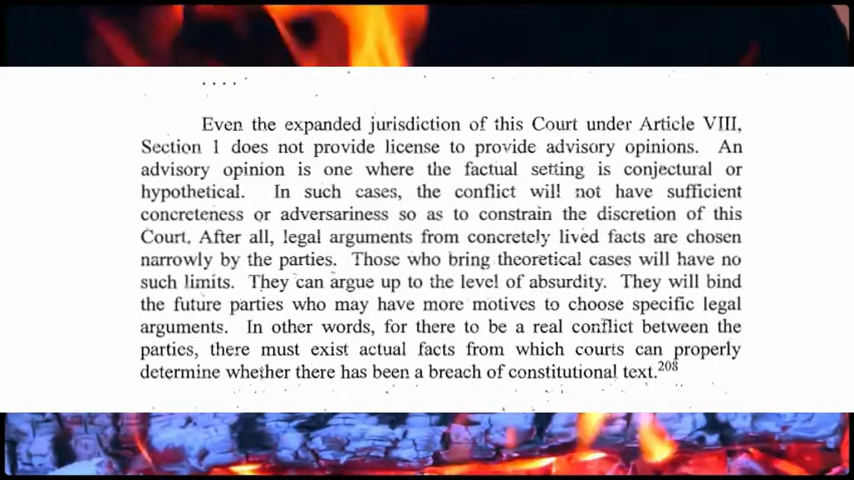 ....
Even the expanded jurisdiction of this Court under Article VIII,
Section 1 does not provide license to provide advisory opinions. An
advisory opinion is one where the factual setting is conjectural or
hypothetical. In such cases, the conflict will not have sufficient
concreteness or adversariness so as to constrain the discretion of this
Court. After all, legal arguments from concretely lived facts are chosen
narrowly by the parties. Those who bring theoretical cases will have no
such limits. They can argue up to the level of absurdity. They will bind
the future parties who may have more motives to choose specific legal
arguments. In other words, for there to be a real conflict between the
parties, there must exist actual facts from which courts can properly
determine whether there has been a breach of constitutional text.208